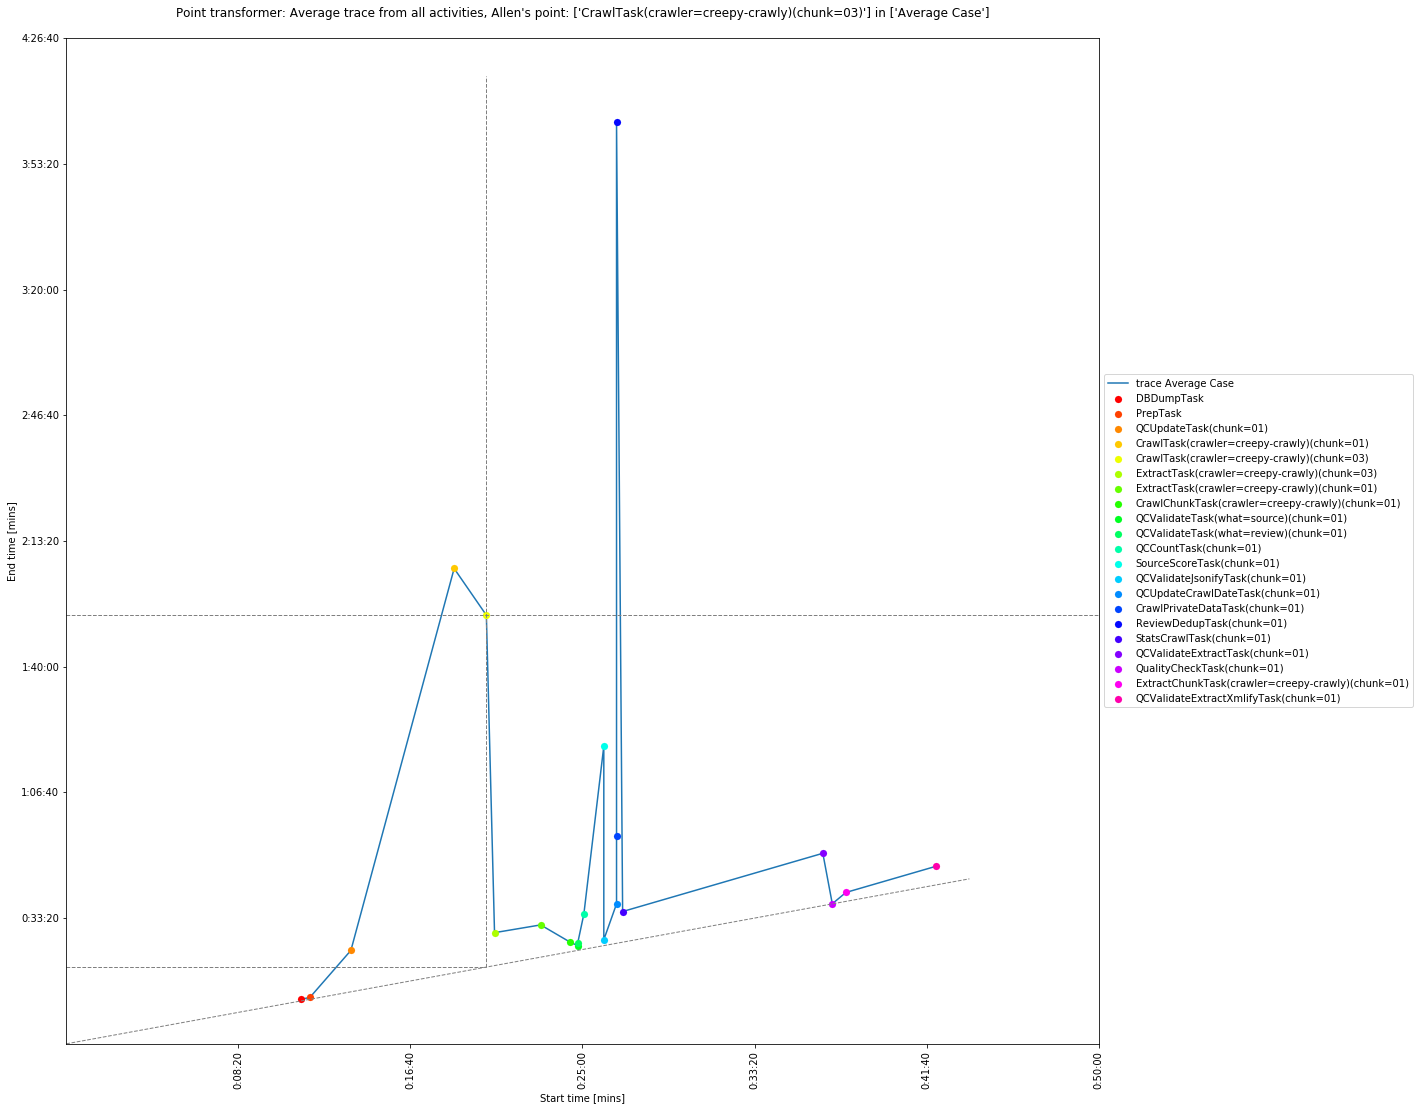 Point transformer: Average trace from all activities, Allen's point: ['CrawlTask(crawler=creepy-crawly)(chunk=03)'] in ['Average Case']
4:26:40
3:53:20
3:20:00
2:46:40
2:13:20
1:40:00
1:06:40
0:33:20
End time [mins]
0:08:20
0:16:40
0:25:00
0:33:20
0:41:40
0:50:00
Start time [mins]
trace Average Case
DBDumpTask
PrepTask
QCUpdateTask(chunk=01)
CrawlTask(crawler=creepy-crawly)(chunk=01)
CrawlTask(crawler=creepy-crawly)(chunk=03)
ExtractTask(crawler=creepy-crawly)(chunk=03)
ExtractTask(crawler=creepy-crawly)(chunk=01)
CrawlChunkTask(crawler=creepy-crawly)(chunk=01)
QCValidateTask(what=source)(chunk=01)
QCValidateTask(what=review)(chunk=01)
QCCountTask(chunk=01)
SourceScoreTask(chunk=01)
QCValidateJsonifyTask(chunk=01)
QCUpdateCrawlDateTask(chunk=01)
CrawlPrivateDataTask(chunk=01)
ReviewDedupTask(chunk=01)
StatsCrawlTask(chunk=01)
QCValidateExtractTask(chunk=01)
QualityCheckTask(chunk=01)
ExtractChunkTask(crawler=creepy-crawly)(chunk=01)
QCValidateExtractXmlifyTask(chunk=01)